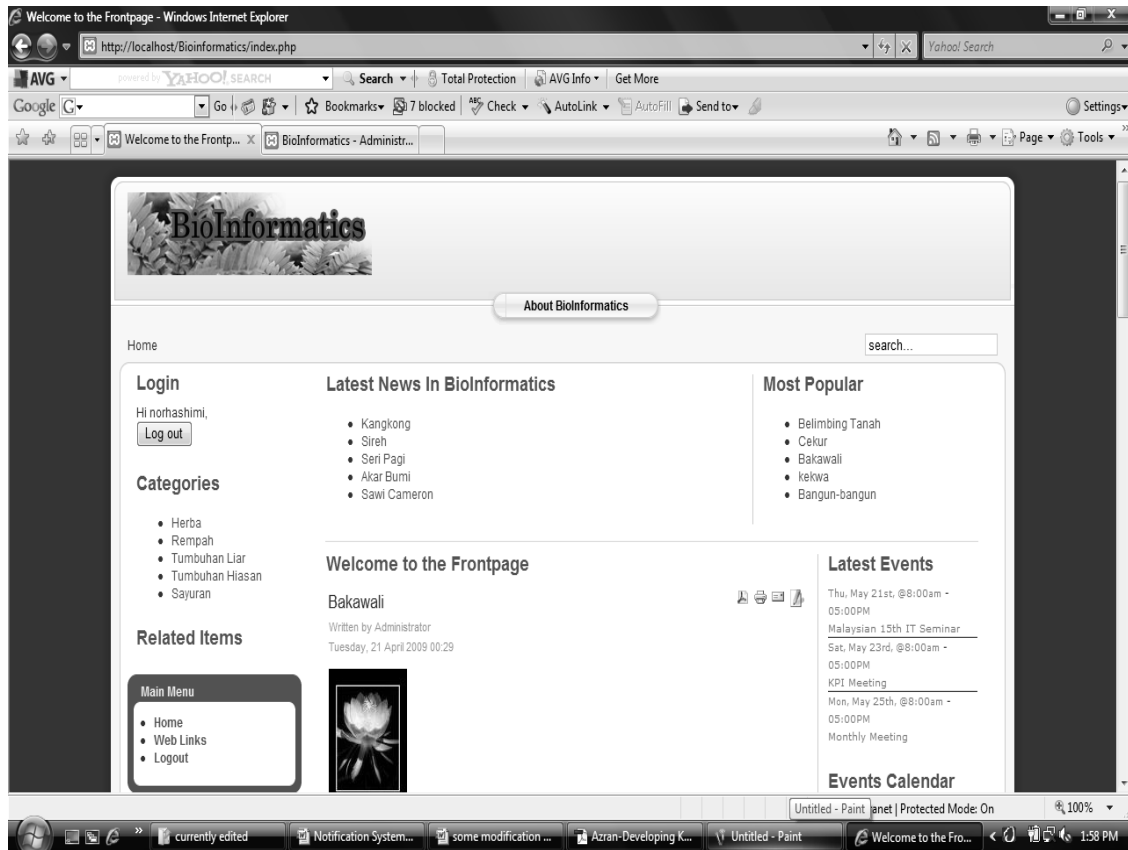 Welcome to the Frontpage - Windows Internet Explorer
http://localhost/Bioinformatics/index.php
Yahoo! Search
AVG
powered by YAHOO! SEARCH
Search
Total Protection
AVG Info
Get More
Google
G
Go
Bookmarks
7 blocked
ABC Check
AutoLink
AutoFill
Send to
Settings
Welcome to the Frontp... X
BioInformatics - Administr...
Page
Tools
BioInformatics
About BioInformatics
Home
search...
Login
Hi norhashimi,
Log out
Categories
Herba
Rempah
Tumbuhan Liar
Tumbuhan Hiasan
Sayuran
Related Items
Main Menu
Home
Web Links
Logout
Latest News In BioInformatics
Kangkong
Sireh
Seri Pagi
Akar Bumi
Sawi Cameron
Most Popular
Belimbing Tanah
Cekur
Bakawali
kekwa
Bangun-bangun
Welcome to the Frontpage
Bakawali
Written by Administrator
Tuesday, 21 April 2009 00:29
Latest Events
Thu, May 21st, @8:00am -
05:00PM
Malaysian 15th IT Seminar
Sat, May 23rd, @8:00am -
05:00PM
KPI Meeting
Mon, May 25th, @8:00am -
05:00PM
Monthly Meeting
Events Calendar
Untitled - Paint
| Protected Mode: On
100%
currently edited
Notification System...
some modification ...
Azran-Developing K...
Untitled - Paint
Welcome to the Fro...
1:58 PM